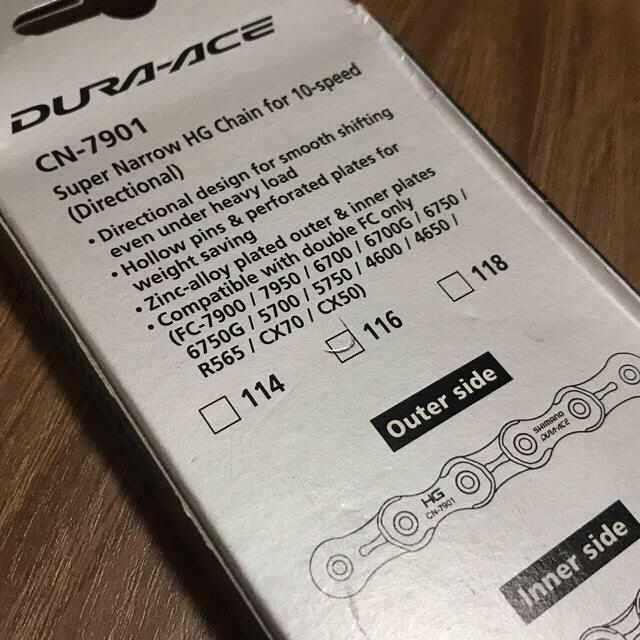 DURA-ACE
CN-7901
Super Narrow HG Chain for 10-speed
(Directional)
• Directional design for smooth shifting
even under heavy load
• Hollow pins & perforated plates for
weight saving
• Zinc-alloy plated outer & inner plates
• Compatible with double FC only
(FC-7900 / 7950 / 6700 / 6700G / 6750 /
6750G / 5700 / 5750 / 4600 / 4650 /
R565 / CX70 / CX50)
114
116
118
Outer side
HG
CN-7901
SHIMANO
DURA-ACE
Inner side